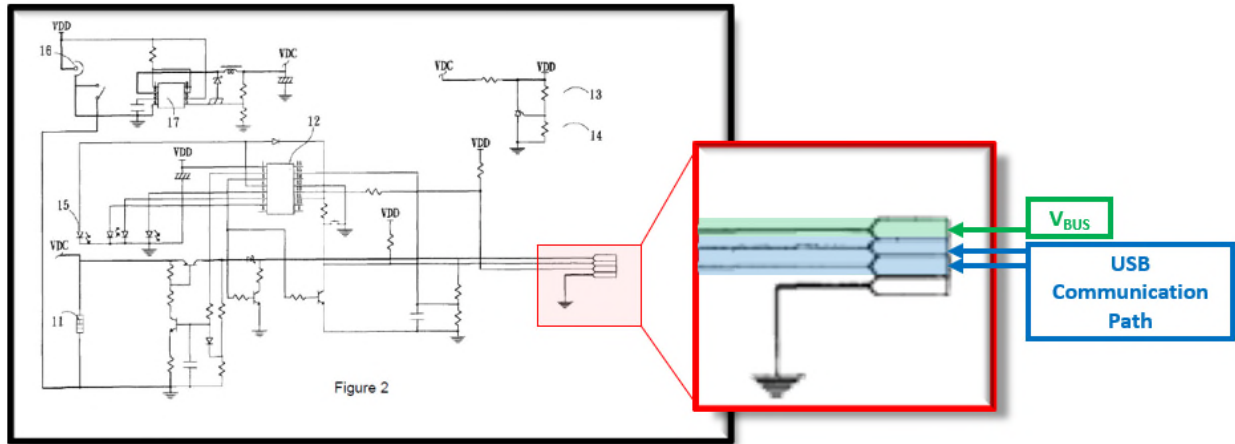 VDD
16
VDC
17
VDC
VDD
13
14
12
VDD
VDD
15
VDD
VDC
11
Figure 2
VBUS
USB
Communication
Path